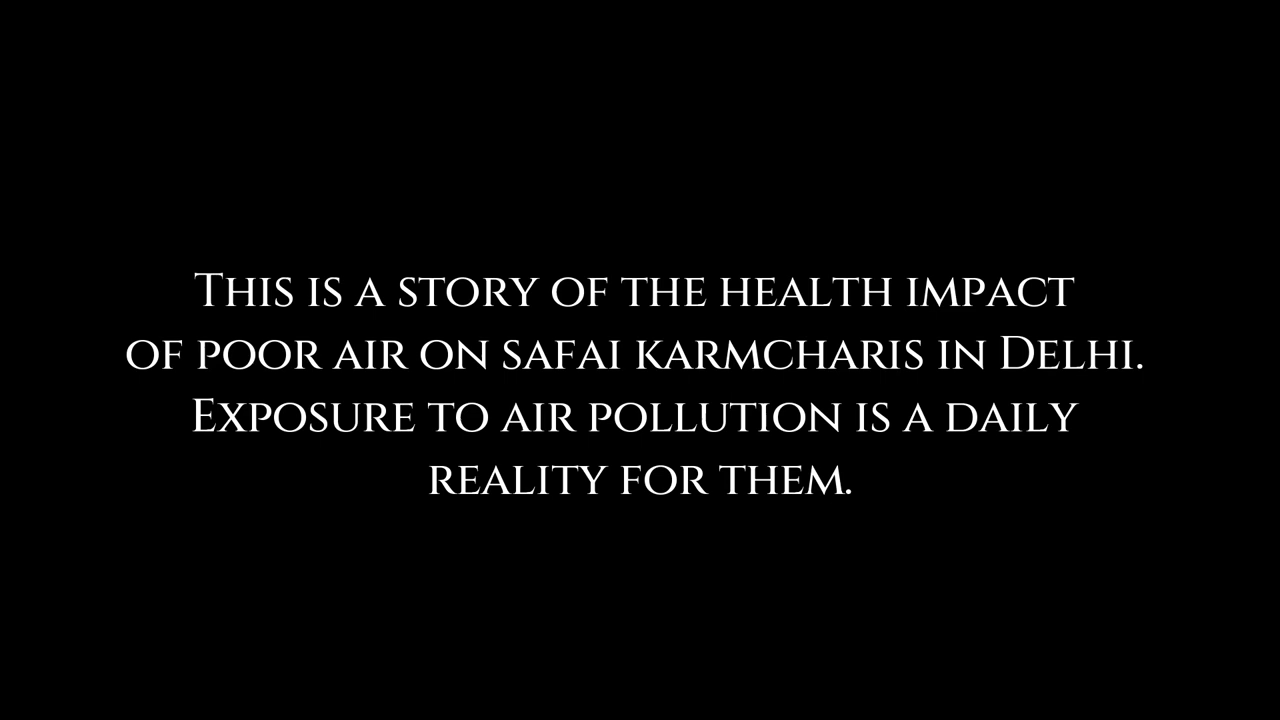 This is a story of the health impact
of poor air on safai karmcharis in Delhi.
Exposure to air pollution is a daily
reality for them.